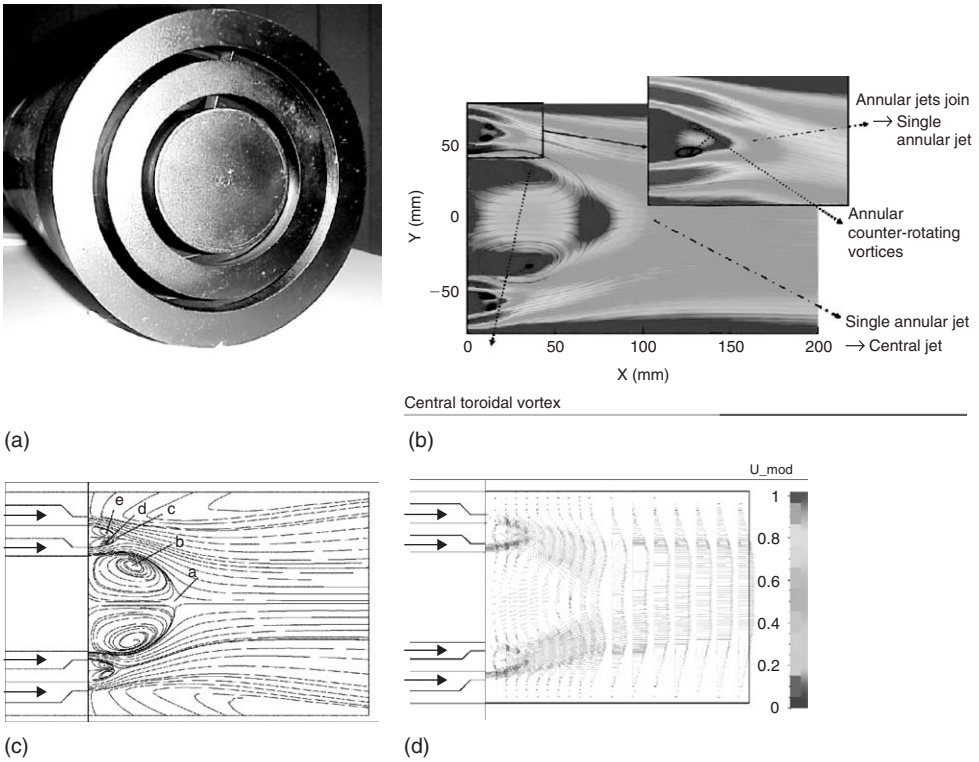 Annular jets join
→ Single
annular jet
Annular
counter-rotating
vortices
Single annular jet
→ Central jet
50
0
−50
Y (mm)
0 50 100 150 200
X (mm)
Central toroidal vortex
(a)
(b)
e
d
c
b
a
(c)
U_mod
1
0.8
0.6
0.4
0.2
0
(d)